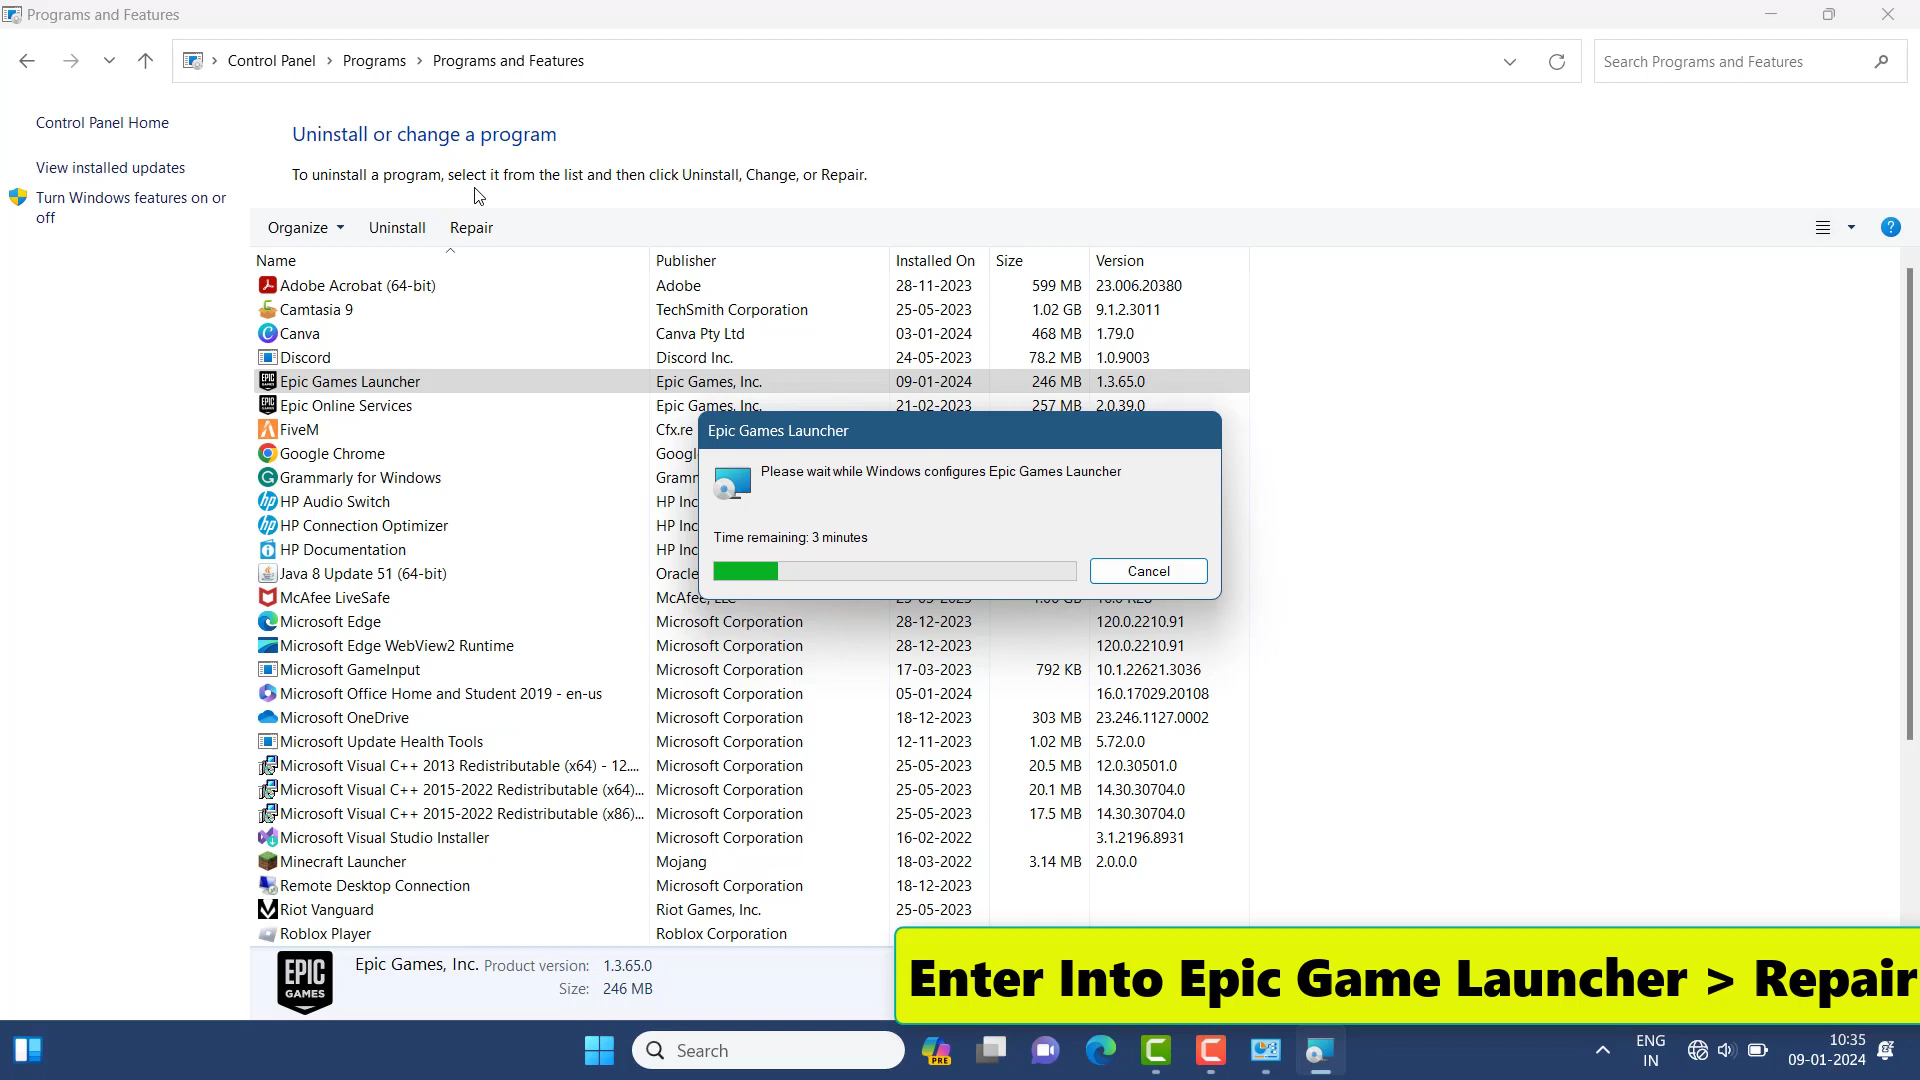 Programs and Features
Control Panel > Programs > Programs and Features
Search Programs and Features
Control Panel Home
View installed updates
Turn Windows features on or
off
Uninstall or change a program
To uninstall a program, select it from the list and then click Uninstall, Change, or Repair.
Organize Uninstall Repair
Name Publisher Installed On Size Version
Adobe Acrobat (64-bit) Adobe 28-11-2023 599 MB 23.006.20380
Camtasia 9 TechSmith Corporation 25-05-2023 1.02 GB 9.1.2.3011
Canva Canva Pty Ltd 03-01-2024 468 MB 1.79.0
Discord Discord Inc. 24-05-2023 78.2 MB 1.0.9003
Epic Games Launcher Epic Games, Inc. 09-01-2024 246 MB 1.3.65.0
Epic Online Services Epic Games, Inc. 21-02-2023 257 MB 2.0.39.0
FiveM Cfx.re
Google Chrome Googl
Grammarly for Windows Gramm
HP Audio Switch HP Inc
HP Connection Optimizer HP Inc
HP Documentation HP Inc
Java 8 Update 51 (64-bit) Oracle
McAfee LiveSafe McAfee, LLC
Microsoft Edge Microsoft Corporation 28-12-2023 120.0.2210.91
Microsoft Edge WebView2 Runtime Microsoft Corporation 28-12-2023 120.0.2210.91
Microsoft GameInput Microsoft Corporation 17-03-2023 792 KB 10.1.22621.3036
Microsoft Office Home and Student 2019 - en-us Microsoft Corporation 05-01-2024 16.0.17029.20108
Microsoft OneDrive Microsoft Corporation 18-12-2023 303 MB 23.246.1127.0002
Microsoft Update Health Tools Microsoft Corporation 12-11-2023 1.02 MB 5.72.0.0
Microsoft Visual C++ 2013 Redistributable (x64) - 12.... Microsoft Corporation 25-05-2023 20.5 MB 12.0.30501.0
Microsoft Visual C++ 2015-2022 Redistributable (x64)... Microsoft Corporation 25-05-2023 20.1 MB 14.30.30704.0
Microsoft Visual C++ 2015-2022 Redistributable (x86)... Microsoft Corporation 25-05-2023 17.5 MB 14.30.30704.0
Microsoft Visual Studio Installer Microsoft Corporation 16-02-2022 3.1.2196.8931
Minecraft Launcher Mojang 18-03-2022 3.14 MB 2.0.0.0
Remote Desktop Connection Microsoft Corporation 18-12-2023
Riot Vanguard Riot Games, Inc. 25-05-2023
Roblox Player Roblox Corporation
Epic Games Launcher
Please wait while Windows configures Epic Games Launcher
Time remaining: 3 minutes
Cancel
EPIC
GAMES
Epic Games, Inc. Product version: 1.3.65.0
Size: 246 MB
Enter Into Epic Game Launcher > Repair
Search
PRE
ENG
IN
10:35
09-01-2024